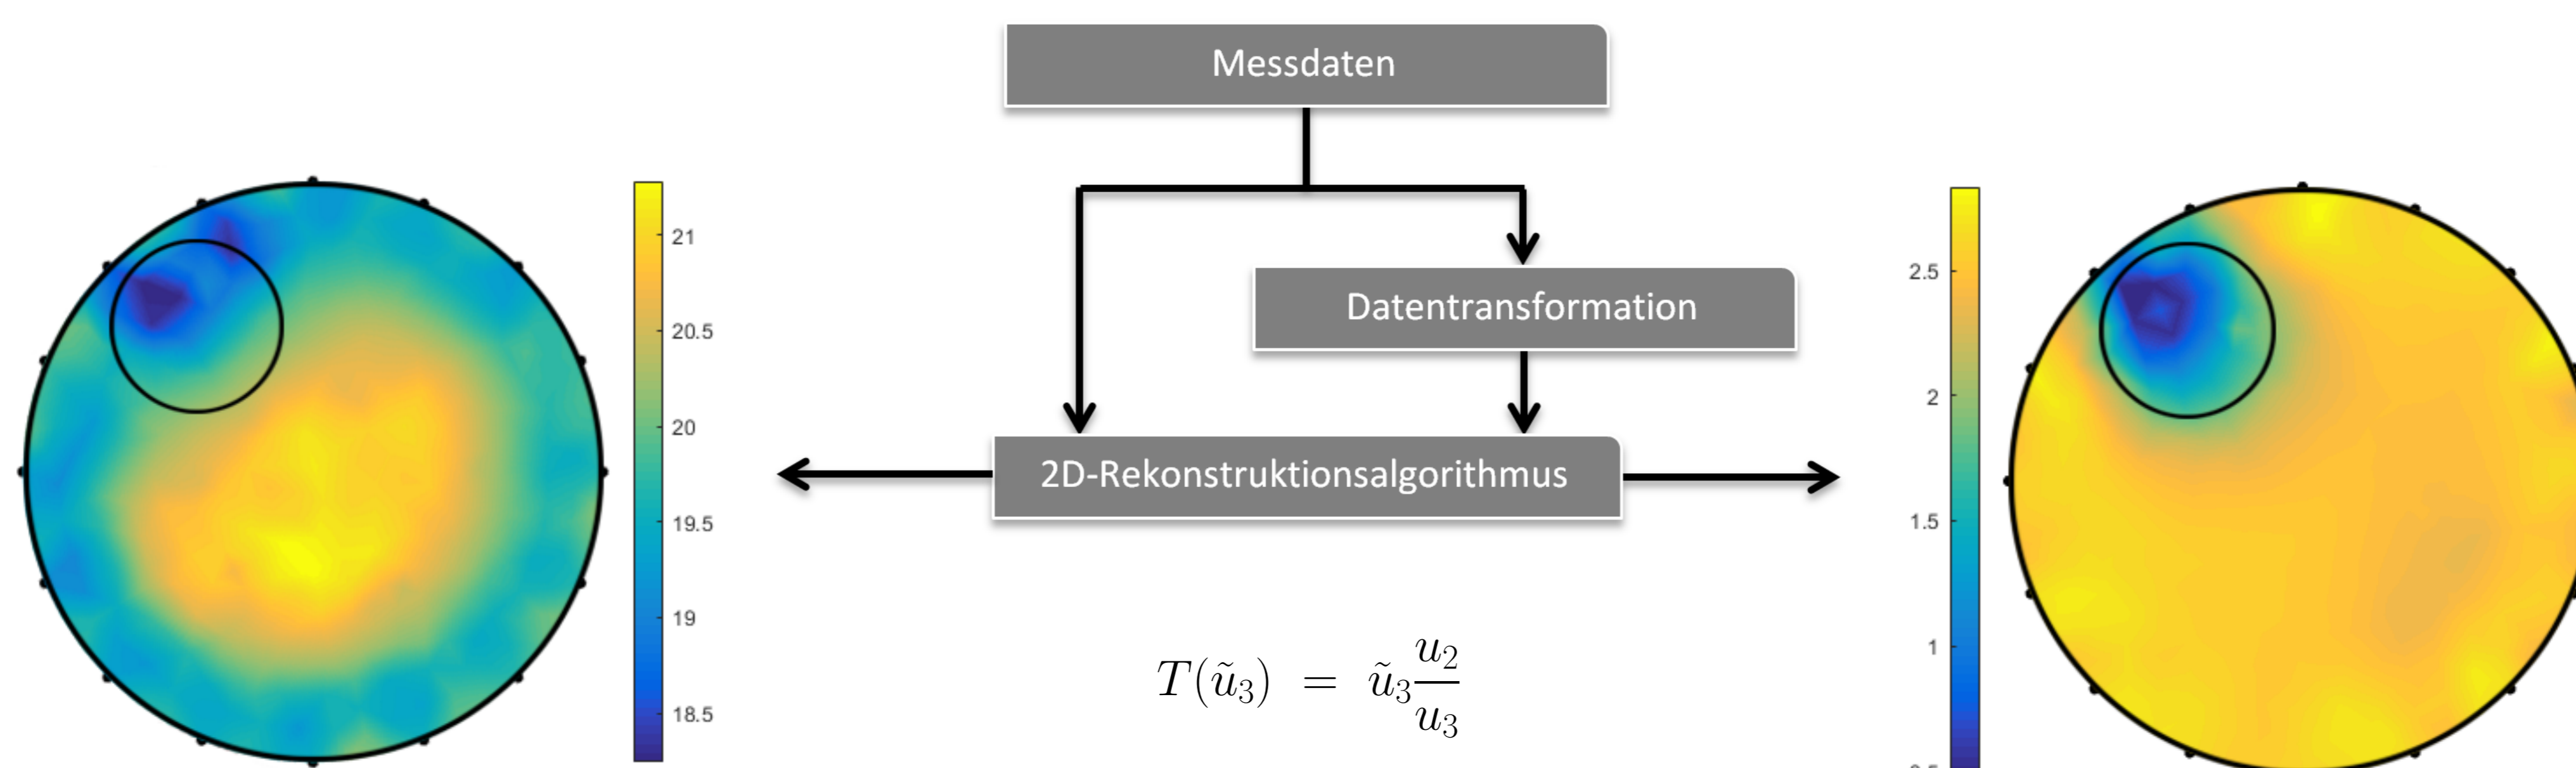 Messdaten
Datentransformation
2D-Rekonstruktionsalgorithmus
T(ũ₃) = ũ₃ u₂/u₃
21
20.5
20
19.5
19
18.5
2.5
2
1.5
1